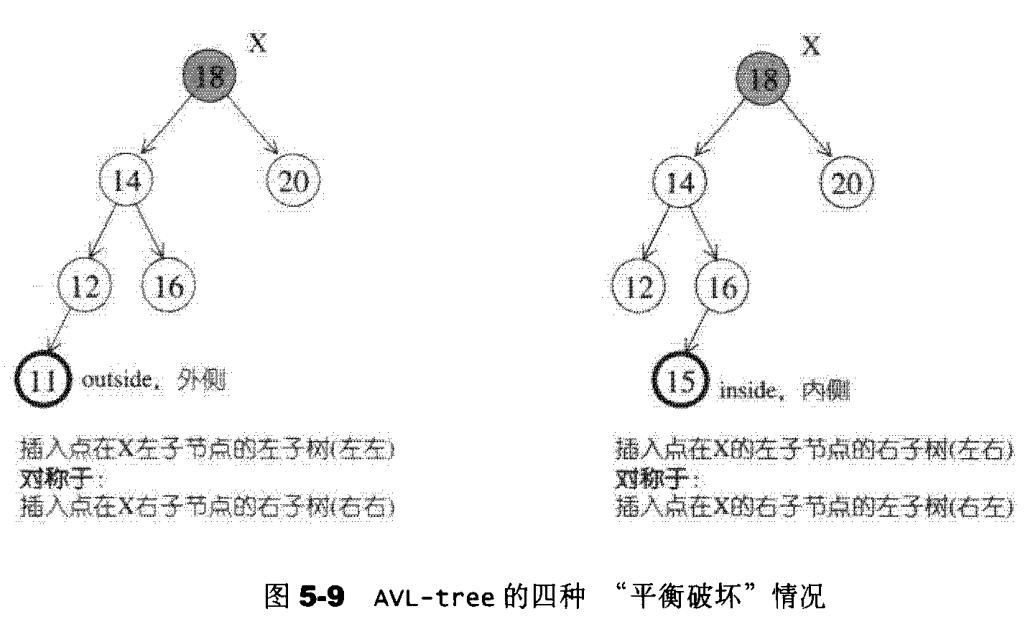 X
18
14
20
12
16
11
outside，外侧
插入点在X左子节点的左子树(左左)
对称于：
插入点在X右子节点的右子树(右右)
X
18
14
20
12
16
15
inside，内侧
插入点在X的左子节点的右子树(左右)
对称于：
插入点在X的右子节点的左子树(右左)
图 5-9 AVL-tree 的四种 “平衡破坏”情况